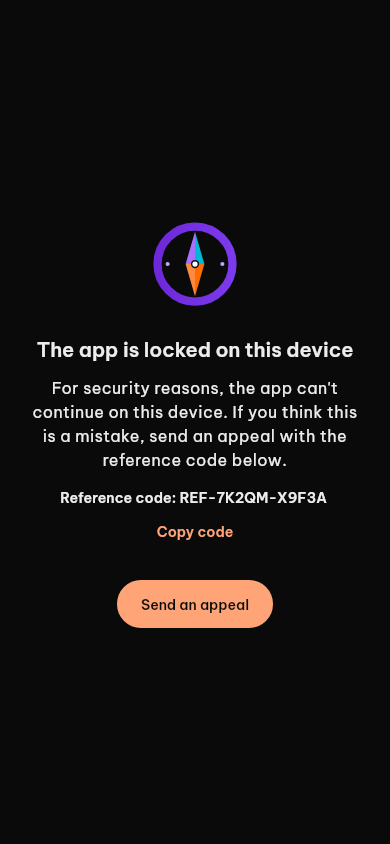 The app is locked on this device
For security reasons, the app can't
continue on this device. If you think this
is a mistake, send an appeal with the
reference code below.
Reference code: REF-7K2QM-X9F3A
Copy code
Send an appeal